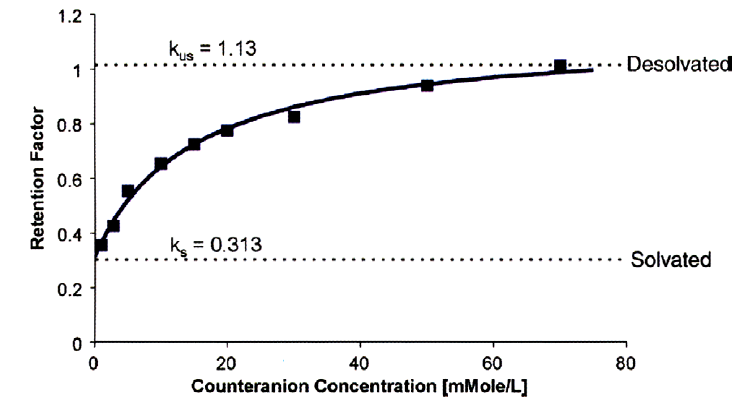 1.2
k_us = 1.13
Desolvated
1
0.8
0.6
0.4
k_s = 0.313
Solvated
0.2
0
0 20 40 60 80
Retention Factor
Counteranion Concentration [mMole/L]